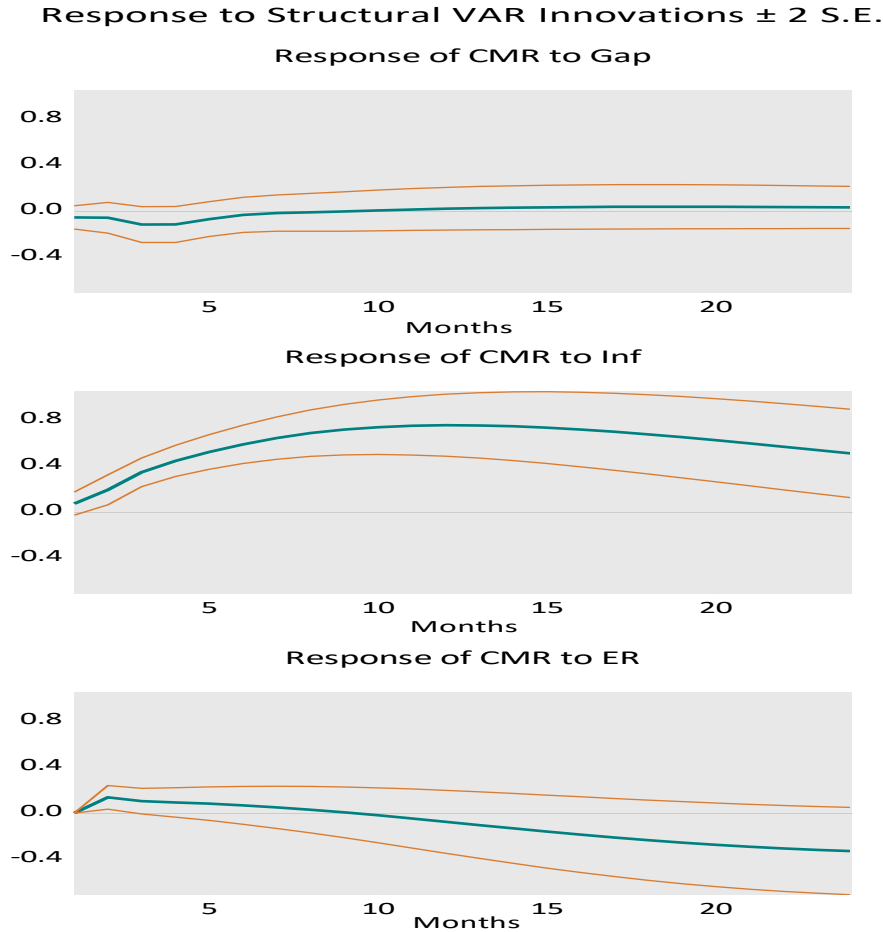 Response to Structural VAR Innovations ± 2 S.E.
Response of CMR to Gap
0.8
0.4
0.0
-0.4
5 10 15 20
Months
Response of CMR to Inf
0.8
0.4
0.0
-0.4
5 10 15 20
Months
Response of CMR to ER
0.8
0.4
0.0
-0.4
5 10 15 20
Months